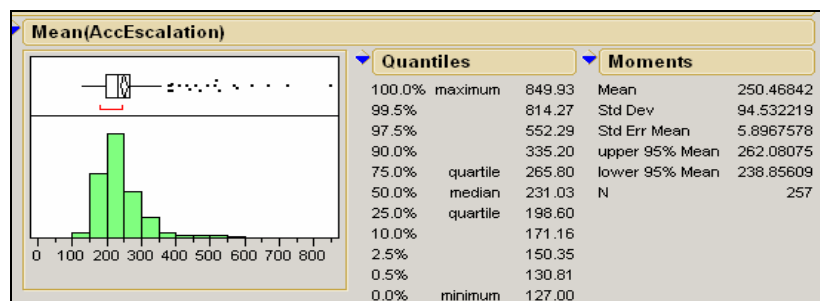 Mean(AccEscalation)
0 100 200 300 400 500 600 700 800
Quantiles
100.0% maximum 849.93
99.5% 814.27
97.5% 552.29
90.0% 335.20
75.0% quartile 265.80
50.0% median 231.03
25.0% quartile 198.60
10.0% 171.16
2.5% 150.35
0.5% 130.81
0.0% minimum 127.00
Moments
Mean 250.46842
Std Dev 94.532219
Std Err Mean 5.8967578
upper 95% Mean 262.08075
lower 95% Mean 238.85609
N 257